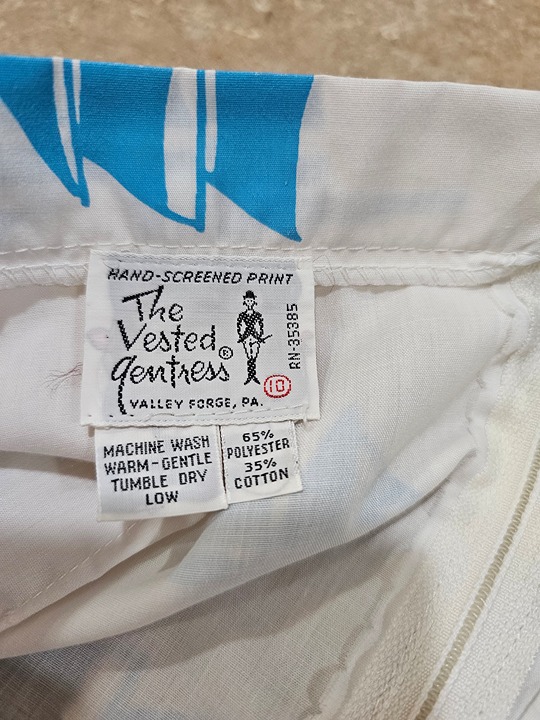 HAND-SCREENED PRINT
The
Vested
Gentress®
RN-35385
10
VALLEY FORGE, PA.
MACHINE WASH
WARM-GENTLE
TUMBLE DRY
LOW
65%
POLYESTER
35%
COTTON